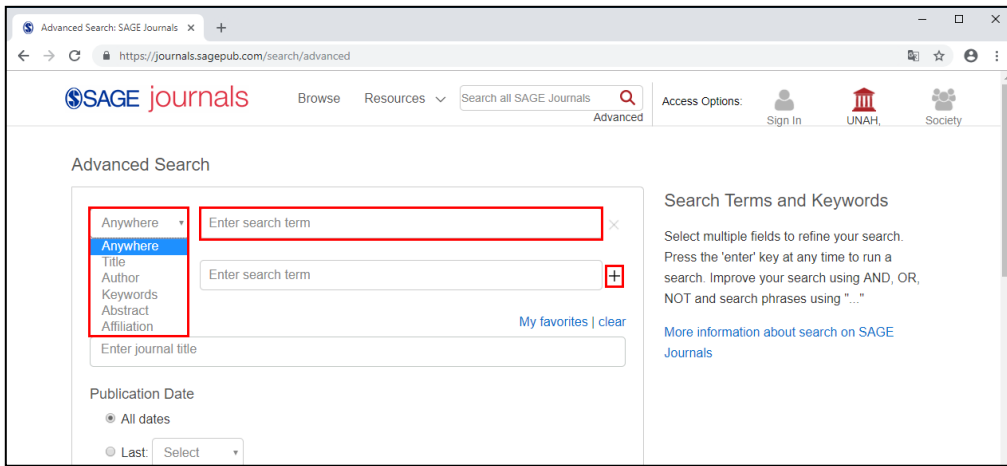 Advanced Search: SAGE Journals
https://journals.sagepub.com/search/advanced
SAGE journals
Browse
Resources
Search all SAGE Journals
Advanced
Access Options:
Sign In
UNAH,
Society
Advanced Search
Anywhere
Enter search term
Anywhere
Title
Author
Keywords
Abstract
Affiliation
Enter search term
My favorites | clear
Enter journal title
Publication Date
All dates
Last: Select
Search Terms and Keywords
Select multiple fields to refine your search.
Press the 'enter' key at any time to run a
search. Improve your search using AND, OR,
NOT and search phrases using "..."
More information about search on SAGE
Journals